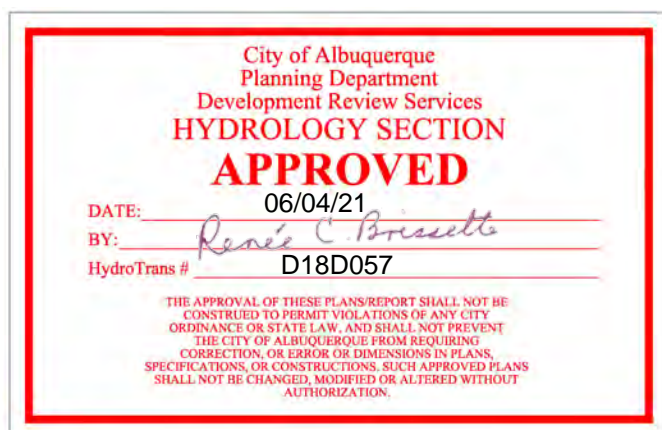 City of Albuquerque
Planning Department
Development Review Services
HYDROLOGY SECTION
APPROVED
DATE: 06/04/21
BY: Renée C. Brissette
HydroTrans # D18D057
THE APPROVAL OF THESE PLANS/REPORT SHALL NOT BE
CONSTRUED TO PERMIT VIOLATIONS OF ANY CITY
ORDINANCE OR STATE LAW, AND SHALL NOT PREVENT
THE CITY OF ALBUQUERQUE FROM REQUIRING
CORRECTION, OR ERROR OR DIMENSIONS IN PLANS,
SPECIFICATIONS, OR CONSTRUCTIONS. SUCH APPROVED PLANS
SHALL NOT BE CHANGED, MODIFIED OR ALTERED WITHOUT
AUTHORIZATION.